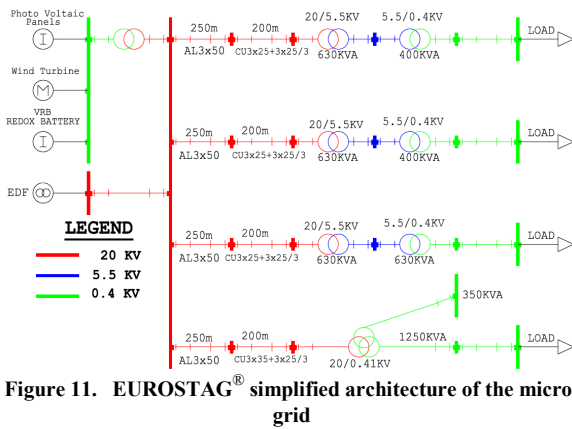 Photo Voltaic
Panels
I
Wind Turbine
M
VRB
REDOX BATTERY
I
EDF
250m
200m
AL3x50
CU3x25+3x25/3
20/5.5KV
630KVA
5.5/0.4KV
400KVA
LOAD
250m
200m
AL3x50
CU3x25+3x25/3
20/5.5KV
630KVA
5.5/0.4KV
400KVA
LOAD
250m
200m
AL3x50
CU3x25+3x25/3
20/5.5KV
630KVA
5.5/0.4KV
630KVA
LOAD
250m
200m
AL3x50
CU3x35+3x25/3
20/0.41KV
350KVA
1250KVA
LOAD
LEGEND
20 KV
5.5 KV
0.4 KV
Figure 11. EUROSTAG® simplified architecture of the micro
grid